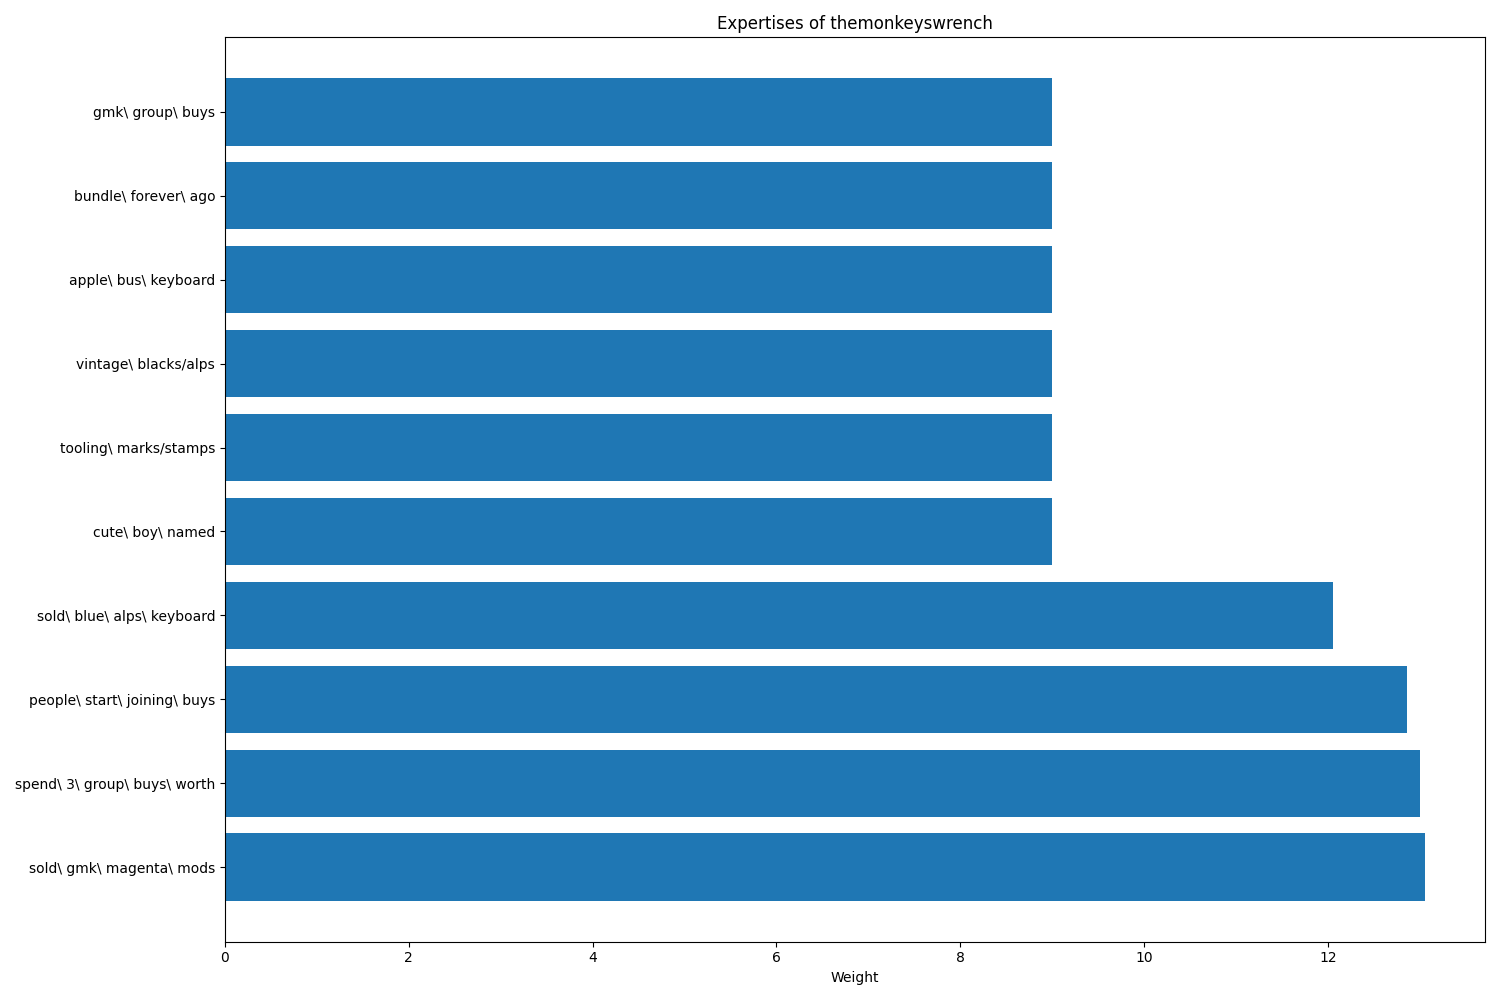 Expertises of themonkeyswrench
gmk\ group\ buys
bundle\ forever\ ago
apple\ bus\ keyboard
vintage\ blacks/alps
tooling\ marks/stamps
cute\ boy\ named
sold\ blue\ alps\ keyboard
people\ start\ joining\ buys
spend\ 3\ group\ buys\ worth
sold\ gmk\ magenta\ mods
0 2 4 6 8 10 12
Weight